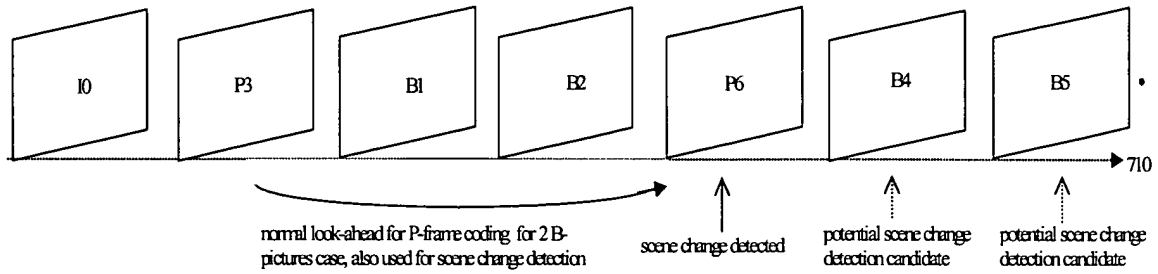 I0 P3 B1 B2 P6 B4 B5
710
normal look-ahead for P-frame coding for 2 B-
pictures case, also used for scene change detection
scene change detected
potential scene change
detection candidate
potential scene change
detection candidate